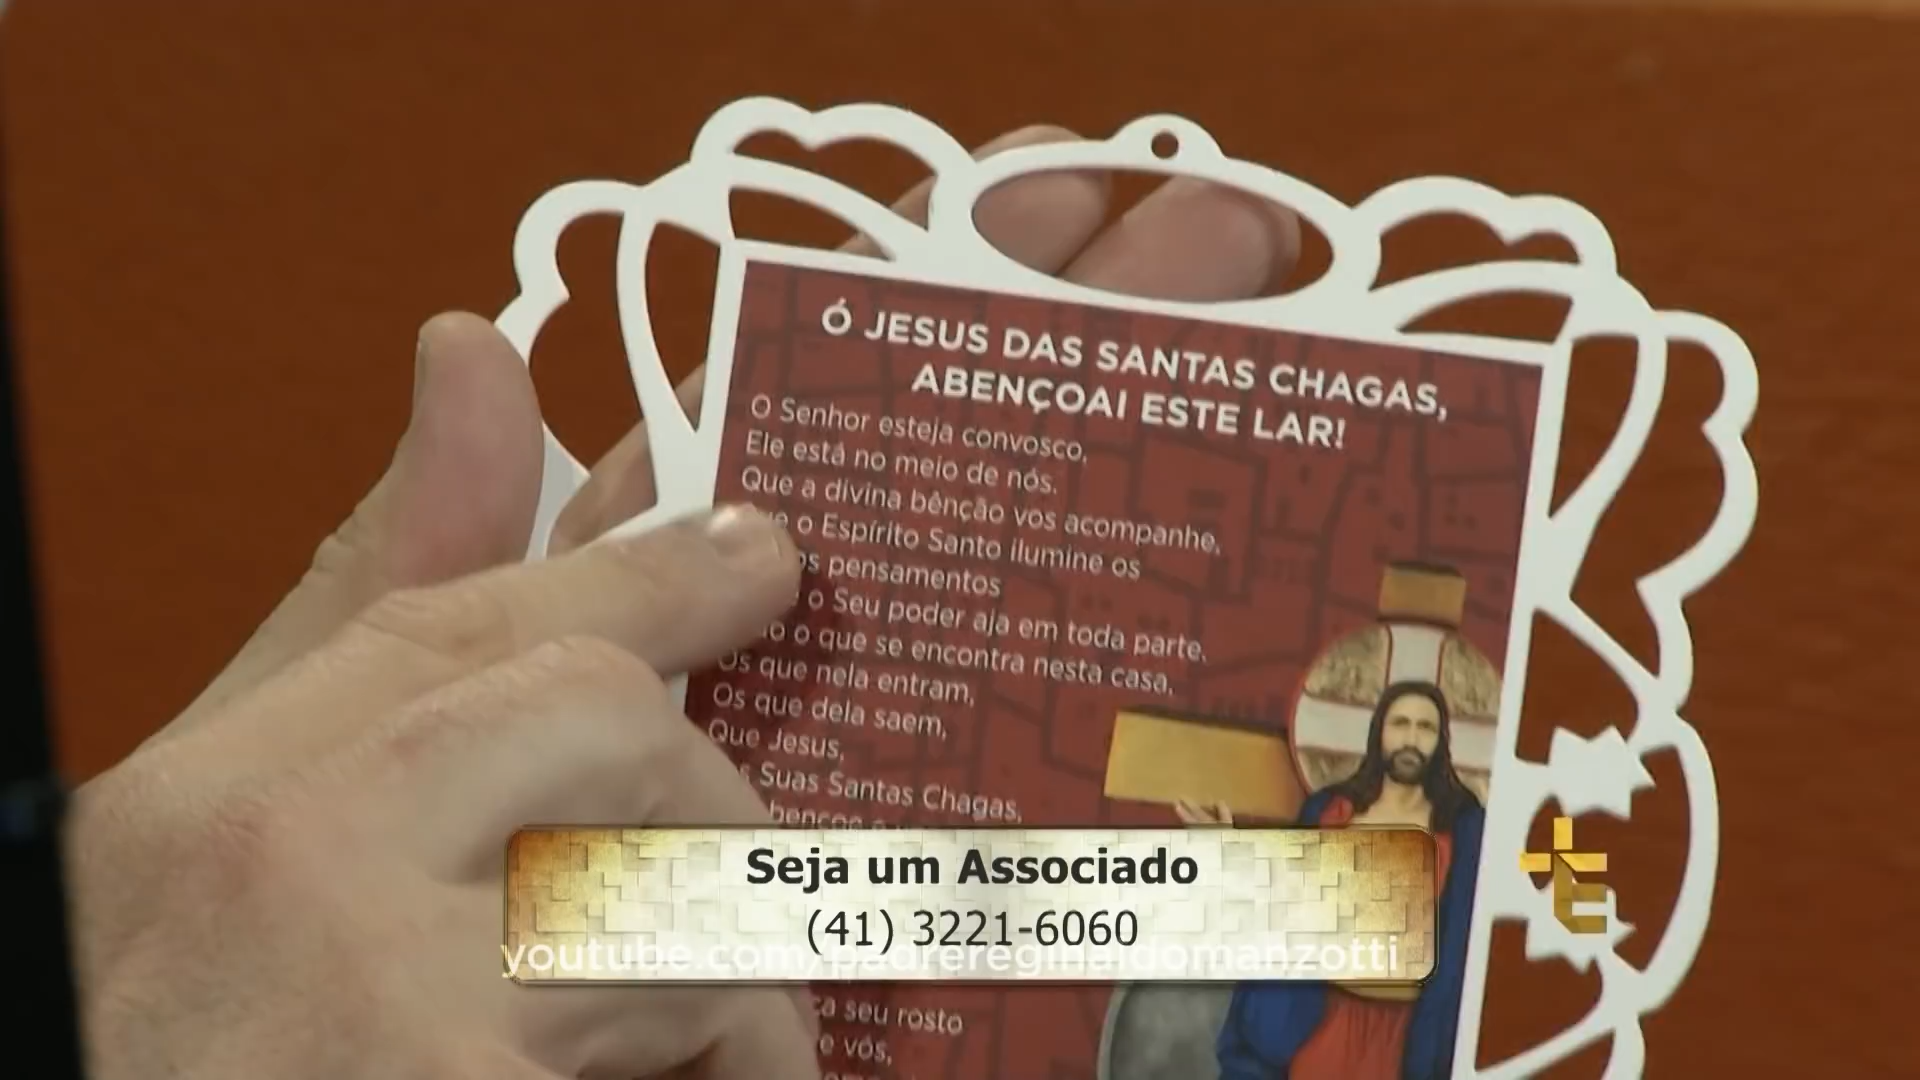 Ó JESUS DAS SANTAS CHAGAS,
ABENÇOAI ESTE LAR!
O Senhor esteja convosco,
Ele está no meio de nós.
Que a divina bênção vos acompanhe,
o Espírito Santo ilumine os
pensamentos
o Seu poder aja em toda parte,
o que se encontra nesta casa,
Os que nela entram,
Os que dela saem,
Que Jesus,
Suas Santas Chagas,
Seja um Associado
(41) 3221-6060
youtube.com/padrereginaldomanzotti
seu rosto
e vós,